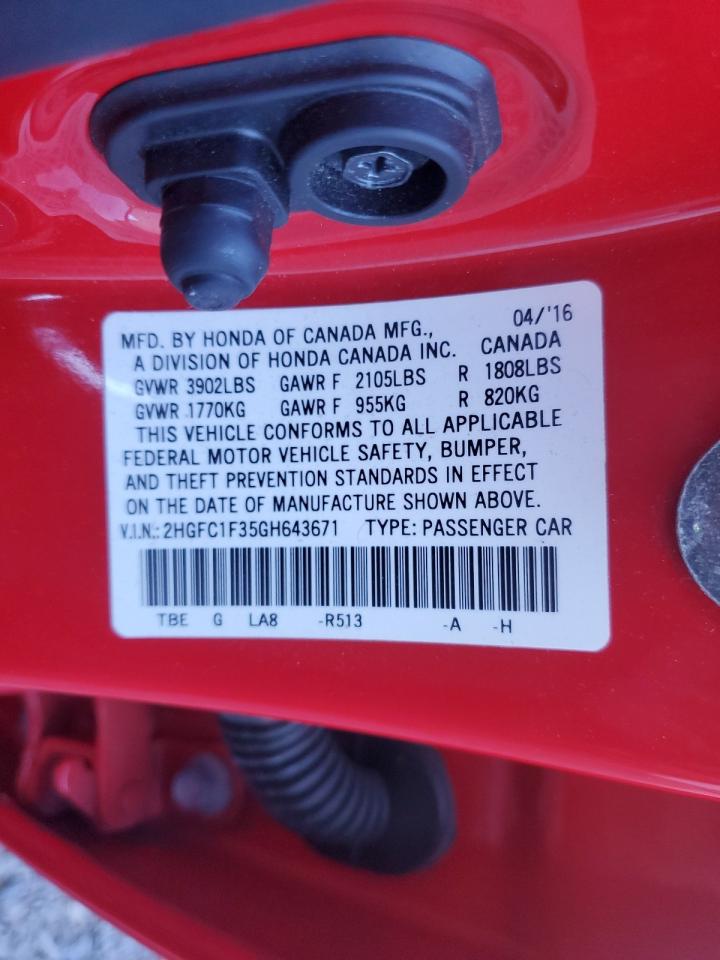 04/'16
MFD. BY HONDA OF CANADA MFG.,
A DIVISION OF HONDA CANADA INC. CANADA
GVWR 3902LBS GAWR F 2105LBS R 1808LBS
GVWR 1770KG GAWR F 955KG R 820KG
THIS VEHICLE CONFORMS TO ALL APPLICABLE
FEDERAL MOTOR VEHICLE SAFETY, BUMPER,
AND THEFT PREVENTION STANDARDS IN EFFECT
ON THE DATE OF MANUFACTURE SHOWN ABOVE.
V.I.N.: 2HGFC1F35GH643671 TYPE: PASSENGER CAR
TBE G LA8 -R513 -A -H